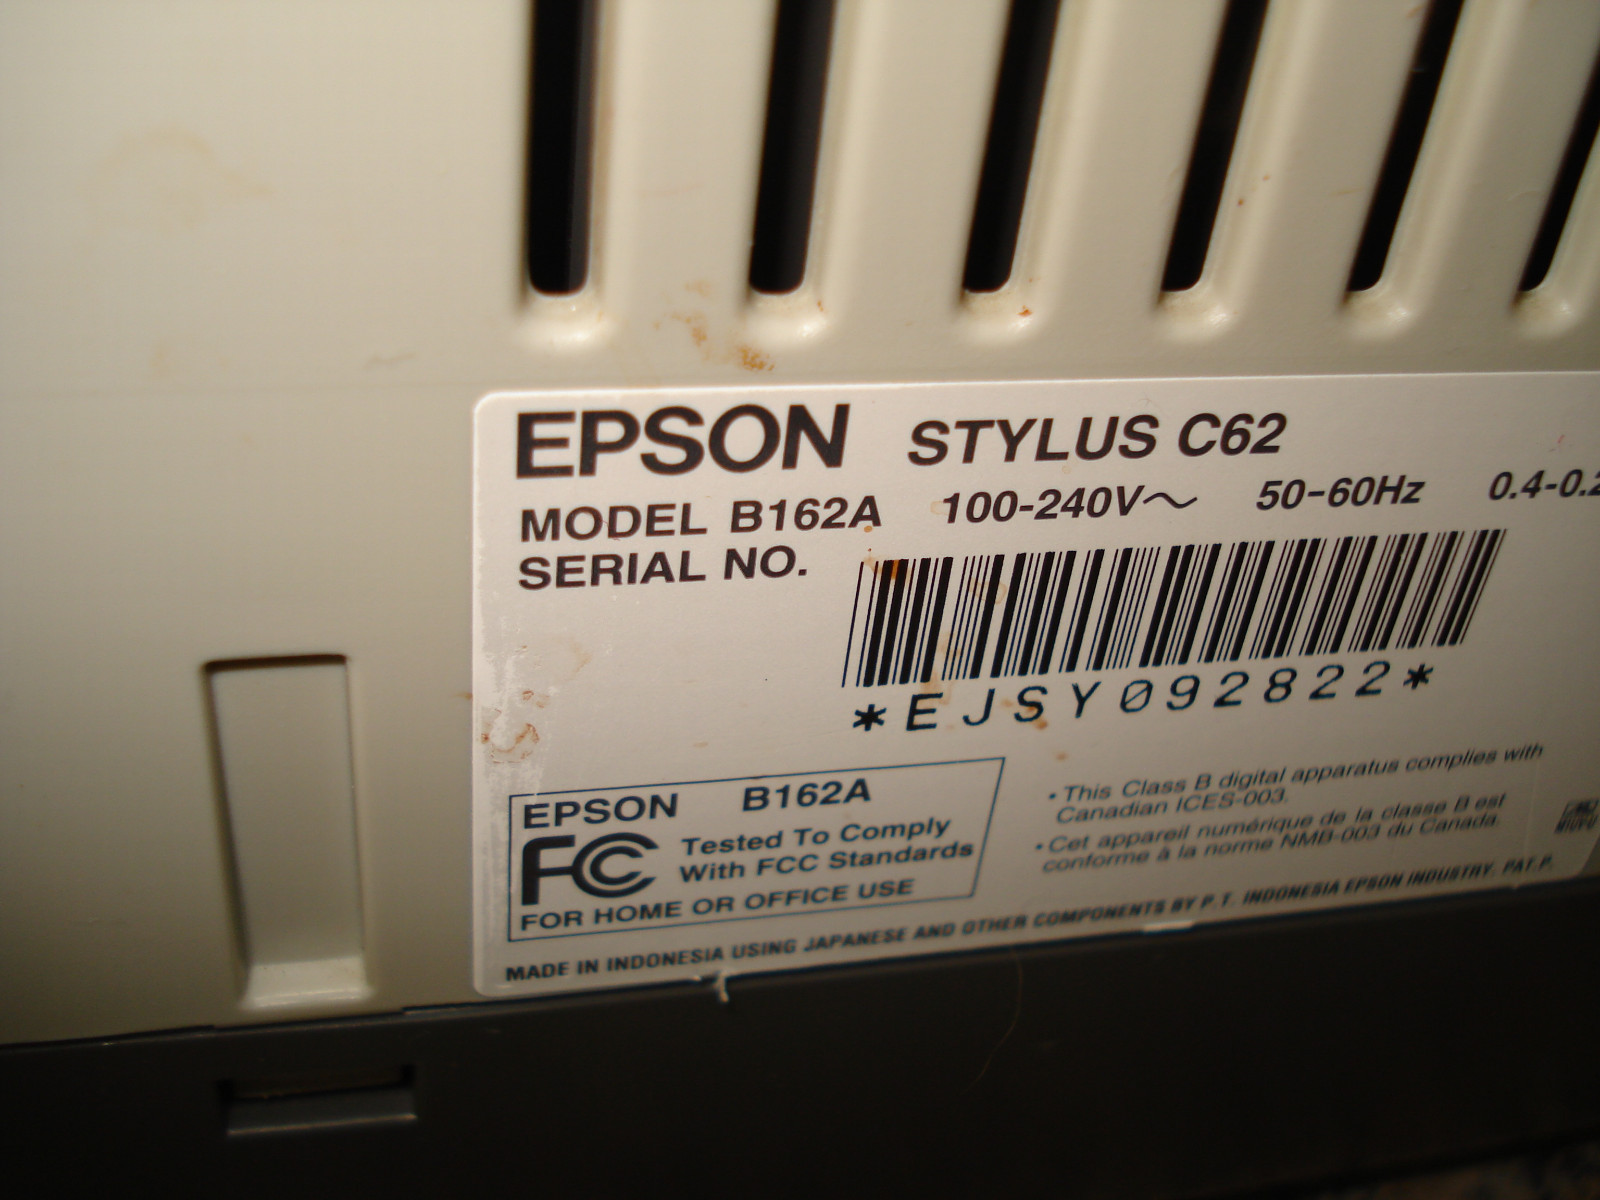 EPSON STYLUS C62
MODEL B162A 100-240V~ 50-60Hz 0.4-0.2
SERIAL NO.
*EJSY092822*
EPSON B162A
FC Tested To Comply
With FCC Standards
FOR HOME OR OFFICE USE
• This Class B digital apparatus complies with
Canadian ICES-003.
• Cet appareil numérique de la classe B est
conforme à la norme NMB-003 du Canada.
MADE IN INDONESIA USING JAPANESE AND OTHER COMPONENTS BY P.T. INDONESIA EPSON INDUSTRY. PAT.P.